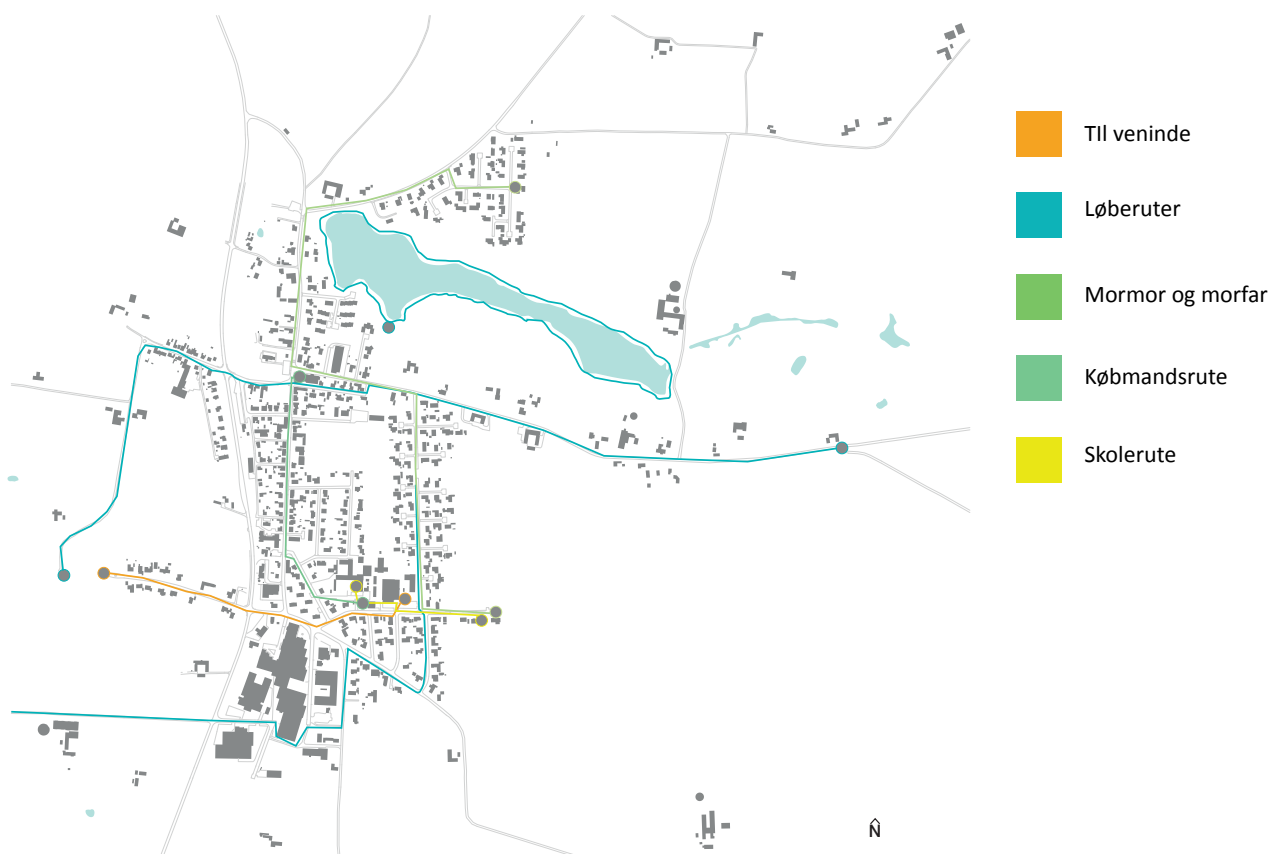 TIl veninde
Løberuter
Mormor og morfar
Købmandsrute
Skolerute
N